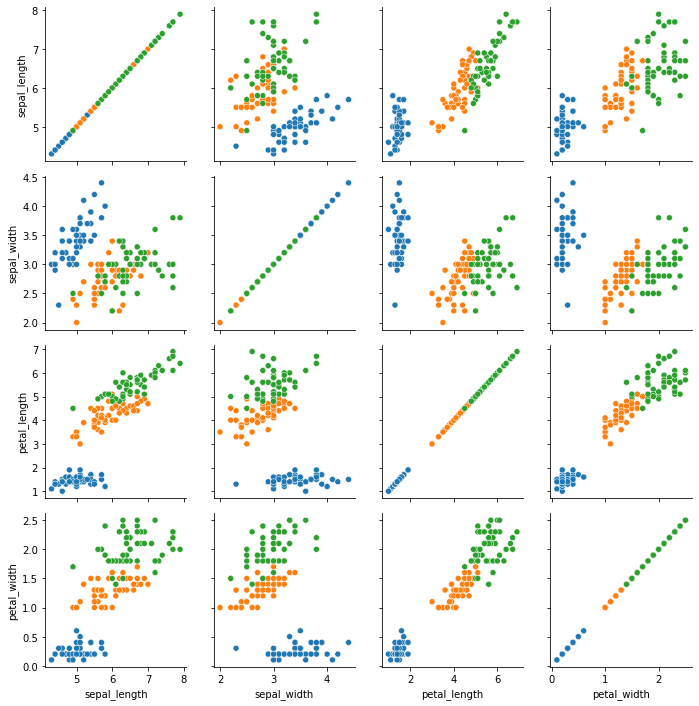 8
7
6
5
sepal_length
4.5
4.0
3.5
3.0
2.5
2.0
sepal_width
7
6
5
4
3
2
1
petal_length
2.5
2.0
1.5
1.0
0.5
0.0
petal_width
5 6 7 8
2 3 4
2 4 6
0 1 2
sepal_length sepal_width petal_length petal_width